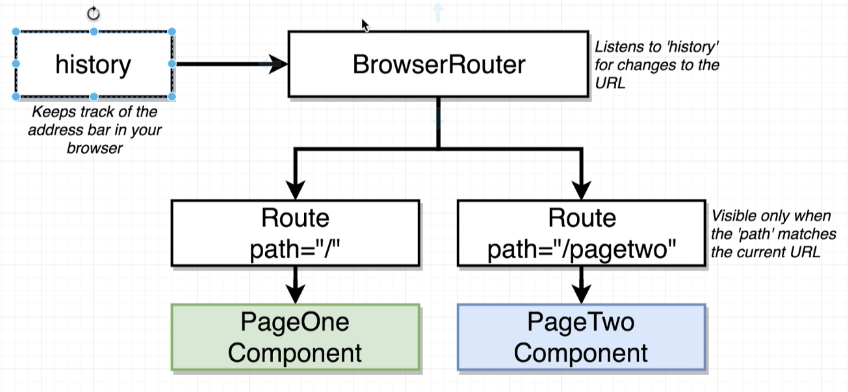 history
BrowserRouter
Listens to 'history'
for changes to the
URL
Keeps track of the
address bar in your
browser
Route
path="/"
Route
path="/pagetwo"
Visible only when
the 'path' matches
the current URL
PageOne
Component
PageTwo
Component